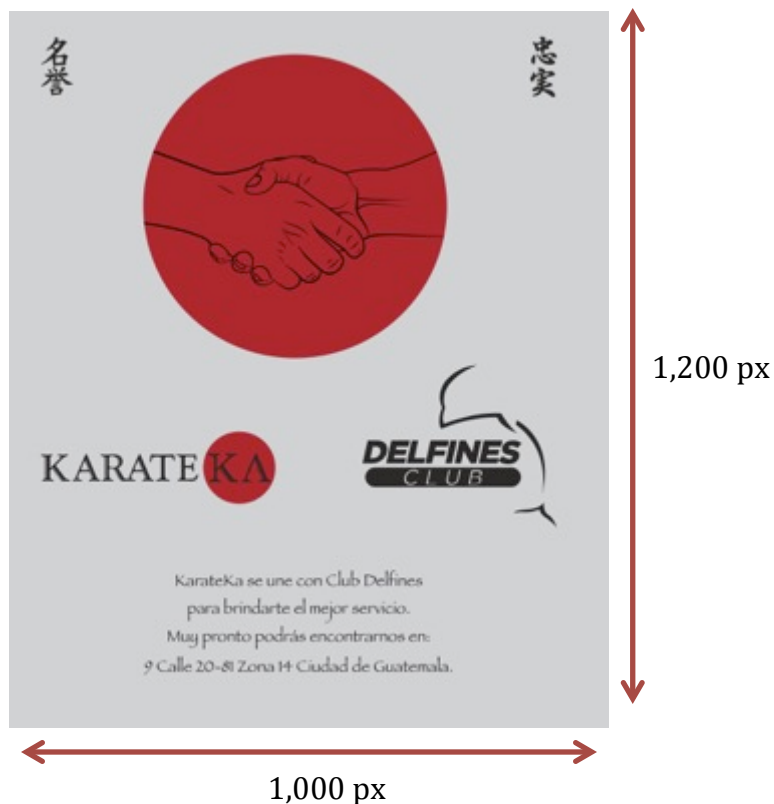 名誉
忠実
1,200 px
KARATEKA
DELFINES
CLUB
KarateKa se une con Club Delfines
para brindarte el mejor servicio.
Muy pronto podrás encontrarnos en:
9 Calle 20-81 Zona 14 Ciudad de Guatemala.
1,000 px